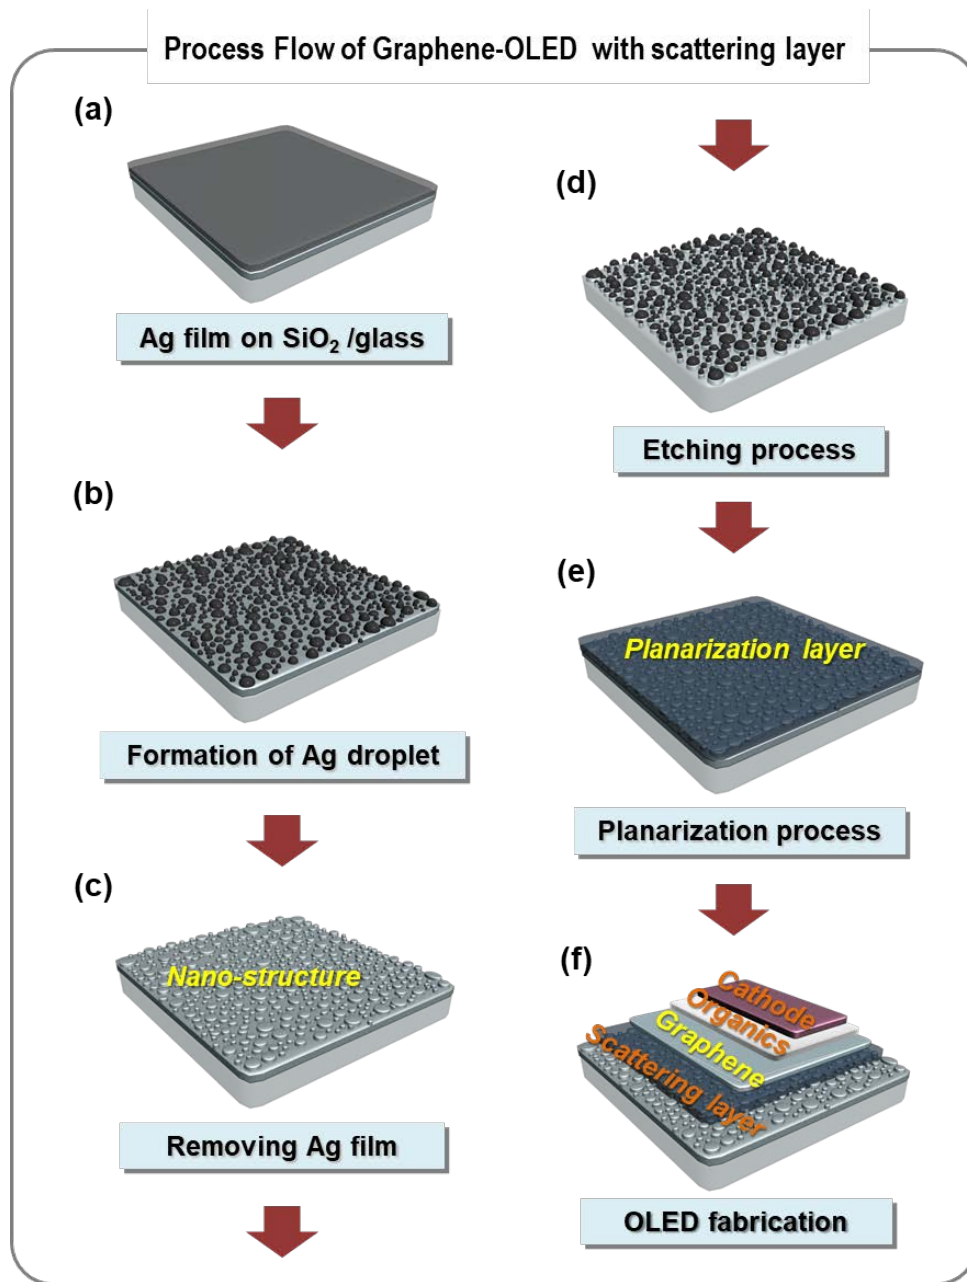 Process Flow of Graphene-OLED with scattering layer
(a)
Ag film on SiO₂ /glass
(b)
Formation of Ag droplet
(c)
Nano-structure
Removing Ag film
(d)
Etching process
(e)
Planarization layer
Planarization process
(f)
Cathode
Organics
Graphene
Scattering layer
OLED fabrication